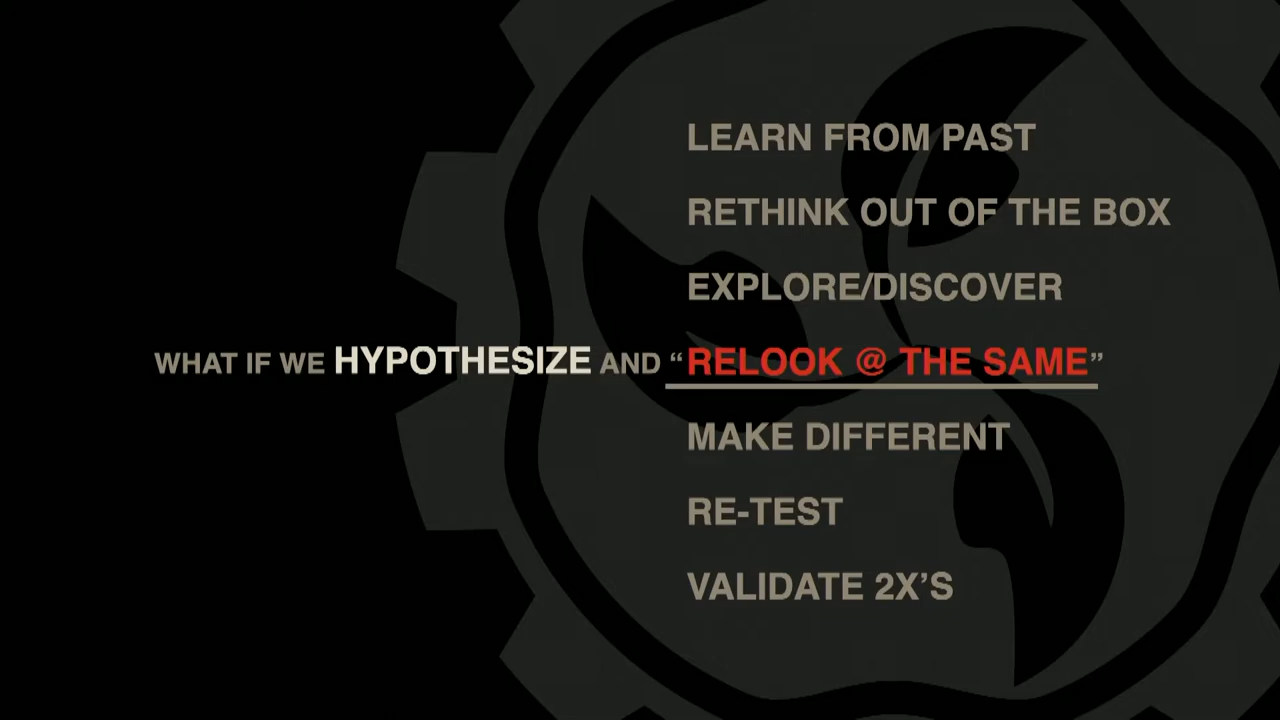 LEARN FROM PAST
RETHINK OUT OF THE BOX
EXPLORE/DISCOVER
WHAT IF WE HYPOTHESIZE AND “RELOOK @ THE SAME”
MAKE DIFFERENT
RE-TEST
VALIDATE 2X’S